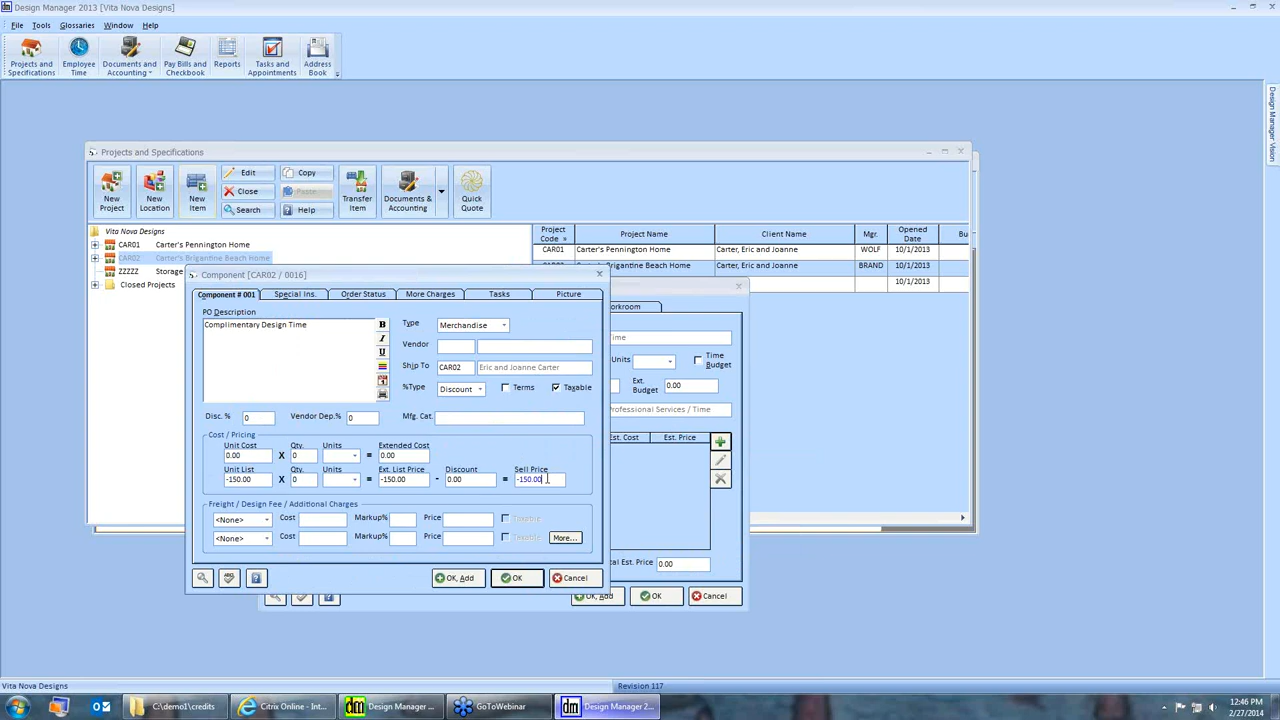 Design Manager 2013 [Vita Nova Designs]
File Tools Glossaries Window Help
Projects and Specifications
Employee Time
Documents and Accounting
Pay Bills and Checkbook
Reports
Tasks and Appointments
Address Book
Design Manager Vision
Projects and Specifications
New Project
New Location
New Item
Edit
Close
Search
Copy
Paste
Help
Transfer Item
Documents & Accounting
Quick Quote
Vita Nova Designs
CAR01 Carter's Pennington Home
CAR02 Carter's Brigantine Beach Home
ZZZZZ Storage
Closed Projects
Project Code Project Name Client Name Mgr. Opened Date
CAR01 Carter's Pennington Home Carter, Eric and Joanne WOLF 10/1/2013
Brigantine Beach Home Carter, Eric and Joanne BRAND 10/1/2013
Component [CAR02 / 0016]
Component # 001 Special Ins. Order Status More Charges Tasks Picture
PO Description
Complimentary Design Time
B
I
U
Type Merchandise
Vendor
Ship To CAR02 Eric and Joanne Carter
%Type Discount Terms Taxable
Disc. % 0 Vendor Dep.% 0 Mfg. Cat.
Cost / Pricing
Unit Cost Qty. Units Extended Cost
0.00 X 0 = 0.00
Unit List Qty. Units Ext. List Price Discount Sell Price
-150.00 X 0 = -150.00 - 0.00 = -150.00
Freight / Design Fee / Additional Charges
<None> Cost Markup% Price Taxable
<None> Cost Markup% Price Taxable More...
OK, Add OK Cancel
orkroom
Time
Units
Time Budget
Ext. Budget 0.00
Professional Services / Time
Est. Cost Est. Price
tal Est. Price 0.00
OK, Add OK Cancel
Vita Nova Designs
Revision 117
C:\demo1\credits
Citrix Online - Int...
Design Manager ...
GoToWebinar
Design Manager 2...
12:46 PM
2/27/2014